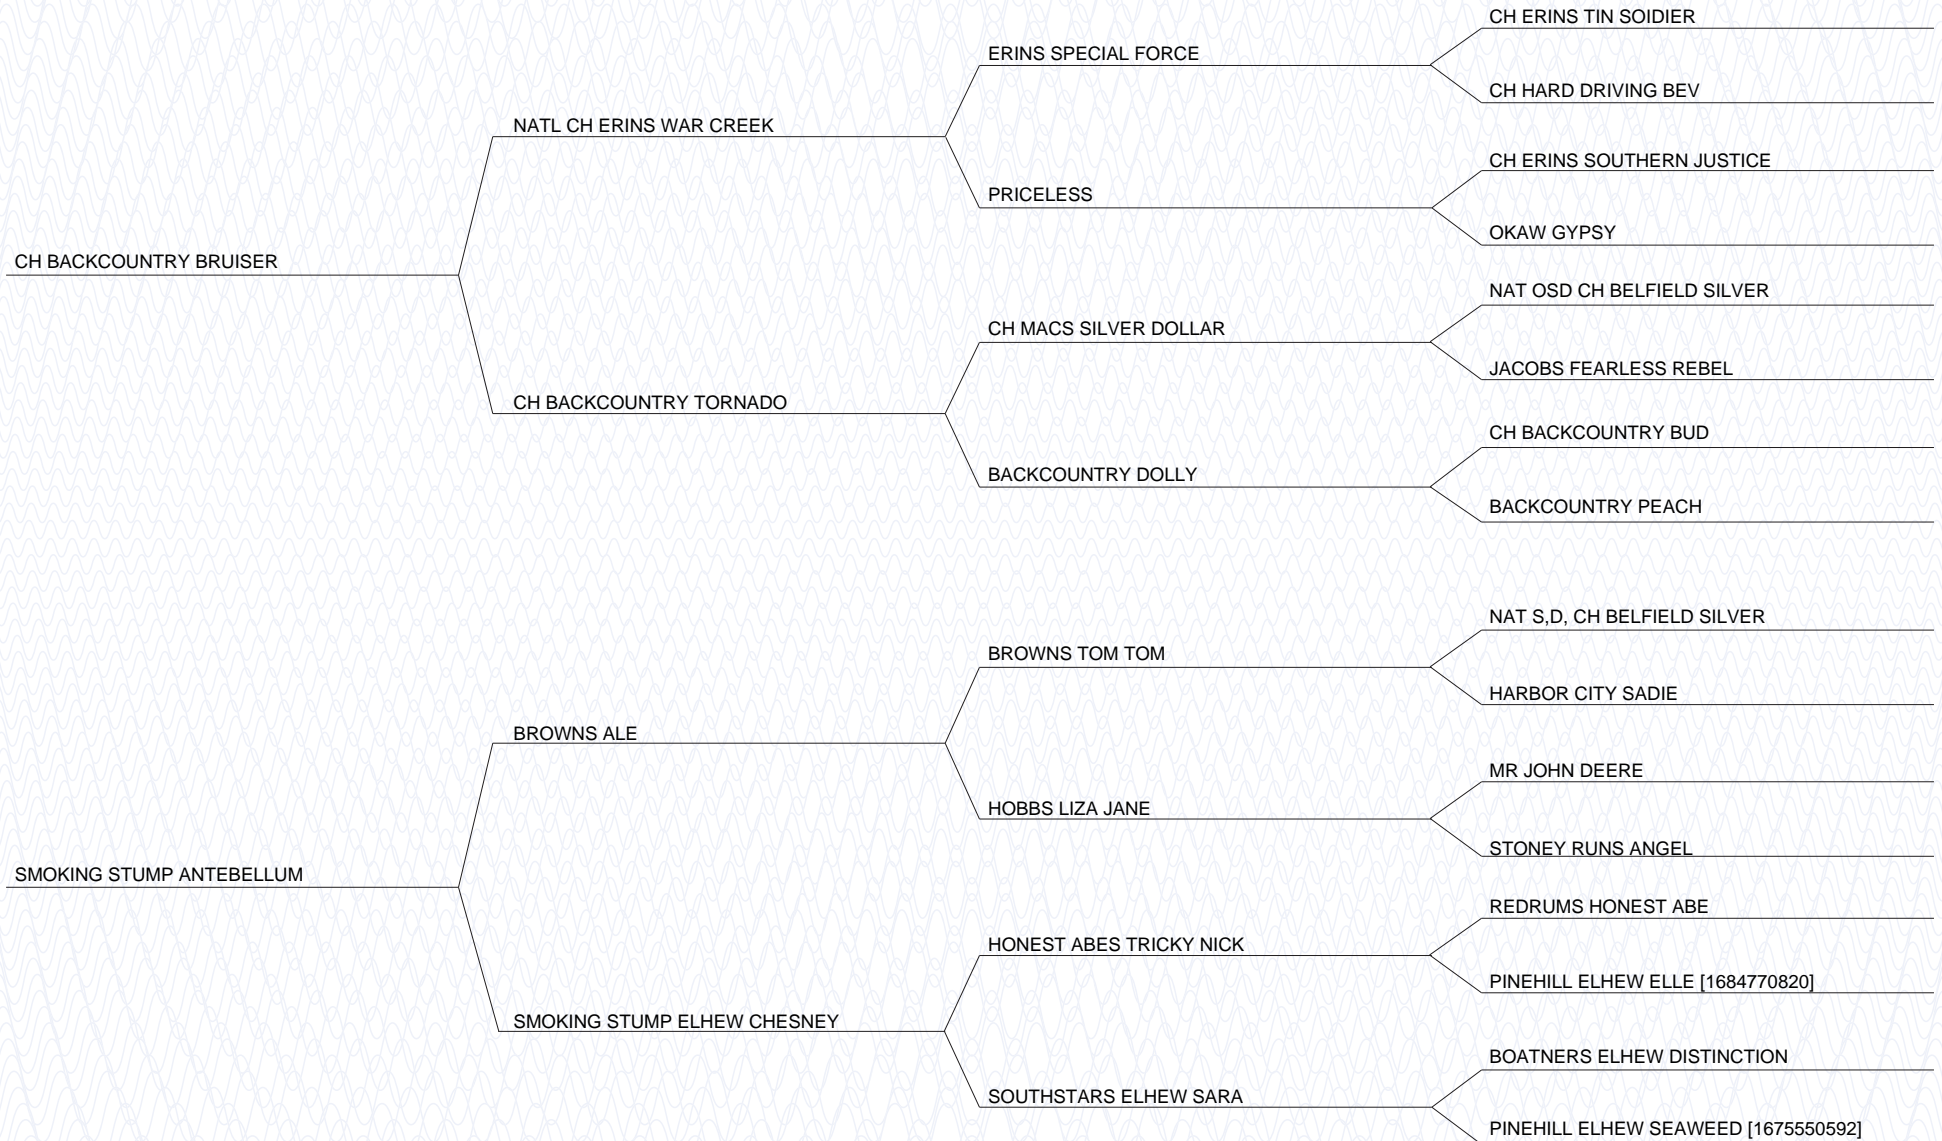 CH ERINS TIN SOIDIER
ERINS SPECIAL FORCE
CH HARD DRIVING BEV
NATL CH ERINS WAR CREEK
CH ERINS SOUTHERN JUSTICE
PRICELESS
OKAW GYPSY
CH BACKCOUNTRY BRUISER
NAT OSD CH BELFIELD SILVER
CH MACS SILVER DOLLAR
JACOBS FEARLESS REBEL
CH BACKCOUNTRY TORNADO
CH BACKCOUNTRY BUD
BACKCOUNTRY DOLLY
BACKCOUNTRY PEACH
NAT S,D, CH BELFIELD SILVER
BROWNS TOM TOM
HARBOR CITY SADIE
BROWNS ALE
MR JOHN DEERE
HOBBS LIZA JANE
STONEY RUNS ANGEL
SMOKING STUMP ANTEBELLUM
REDRUMS HONEST ABE
HONEST ABES TRICKY NICK
PINEHILL ELHEW ELLE [1684770820]
SMOKING STUMP ELHEW CHESNEY
BOATNERS ELHEW DISTINCTION
SOUTHSTARS ELHEW SARA
PINEHILL ELHEW SEAWEED [1675550592]